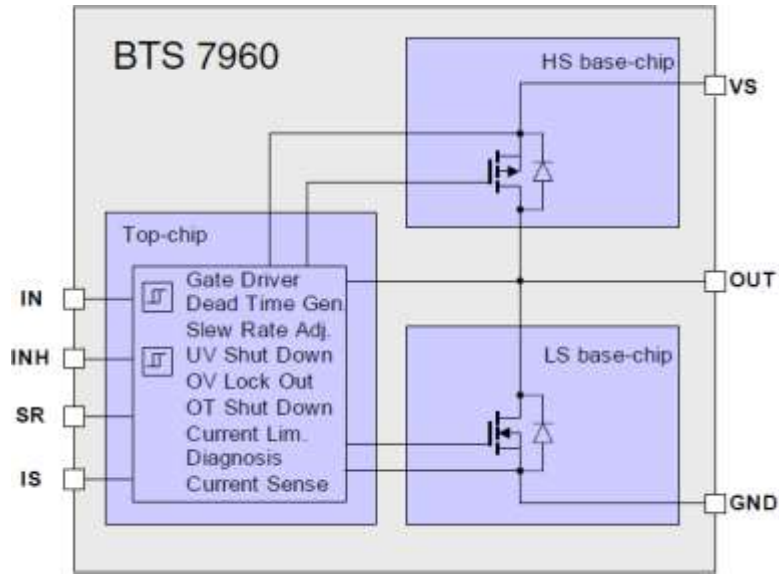 BTS 7960
HS base-chip
VS
Top-chip
IN
INH
SR
IS
Gate Driver
Dead Time Gen.
Slew Rate Adj.
UV Shut Down
OV Lock Out
OT Shut Down
Current Lim.
Diagnosis
Current Sense
OUT
LS base-chip
GND